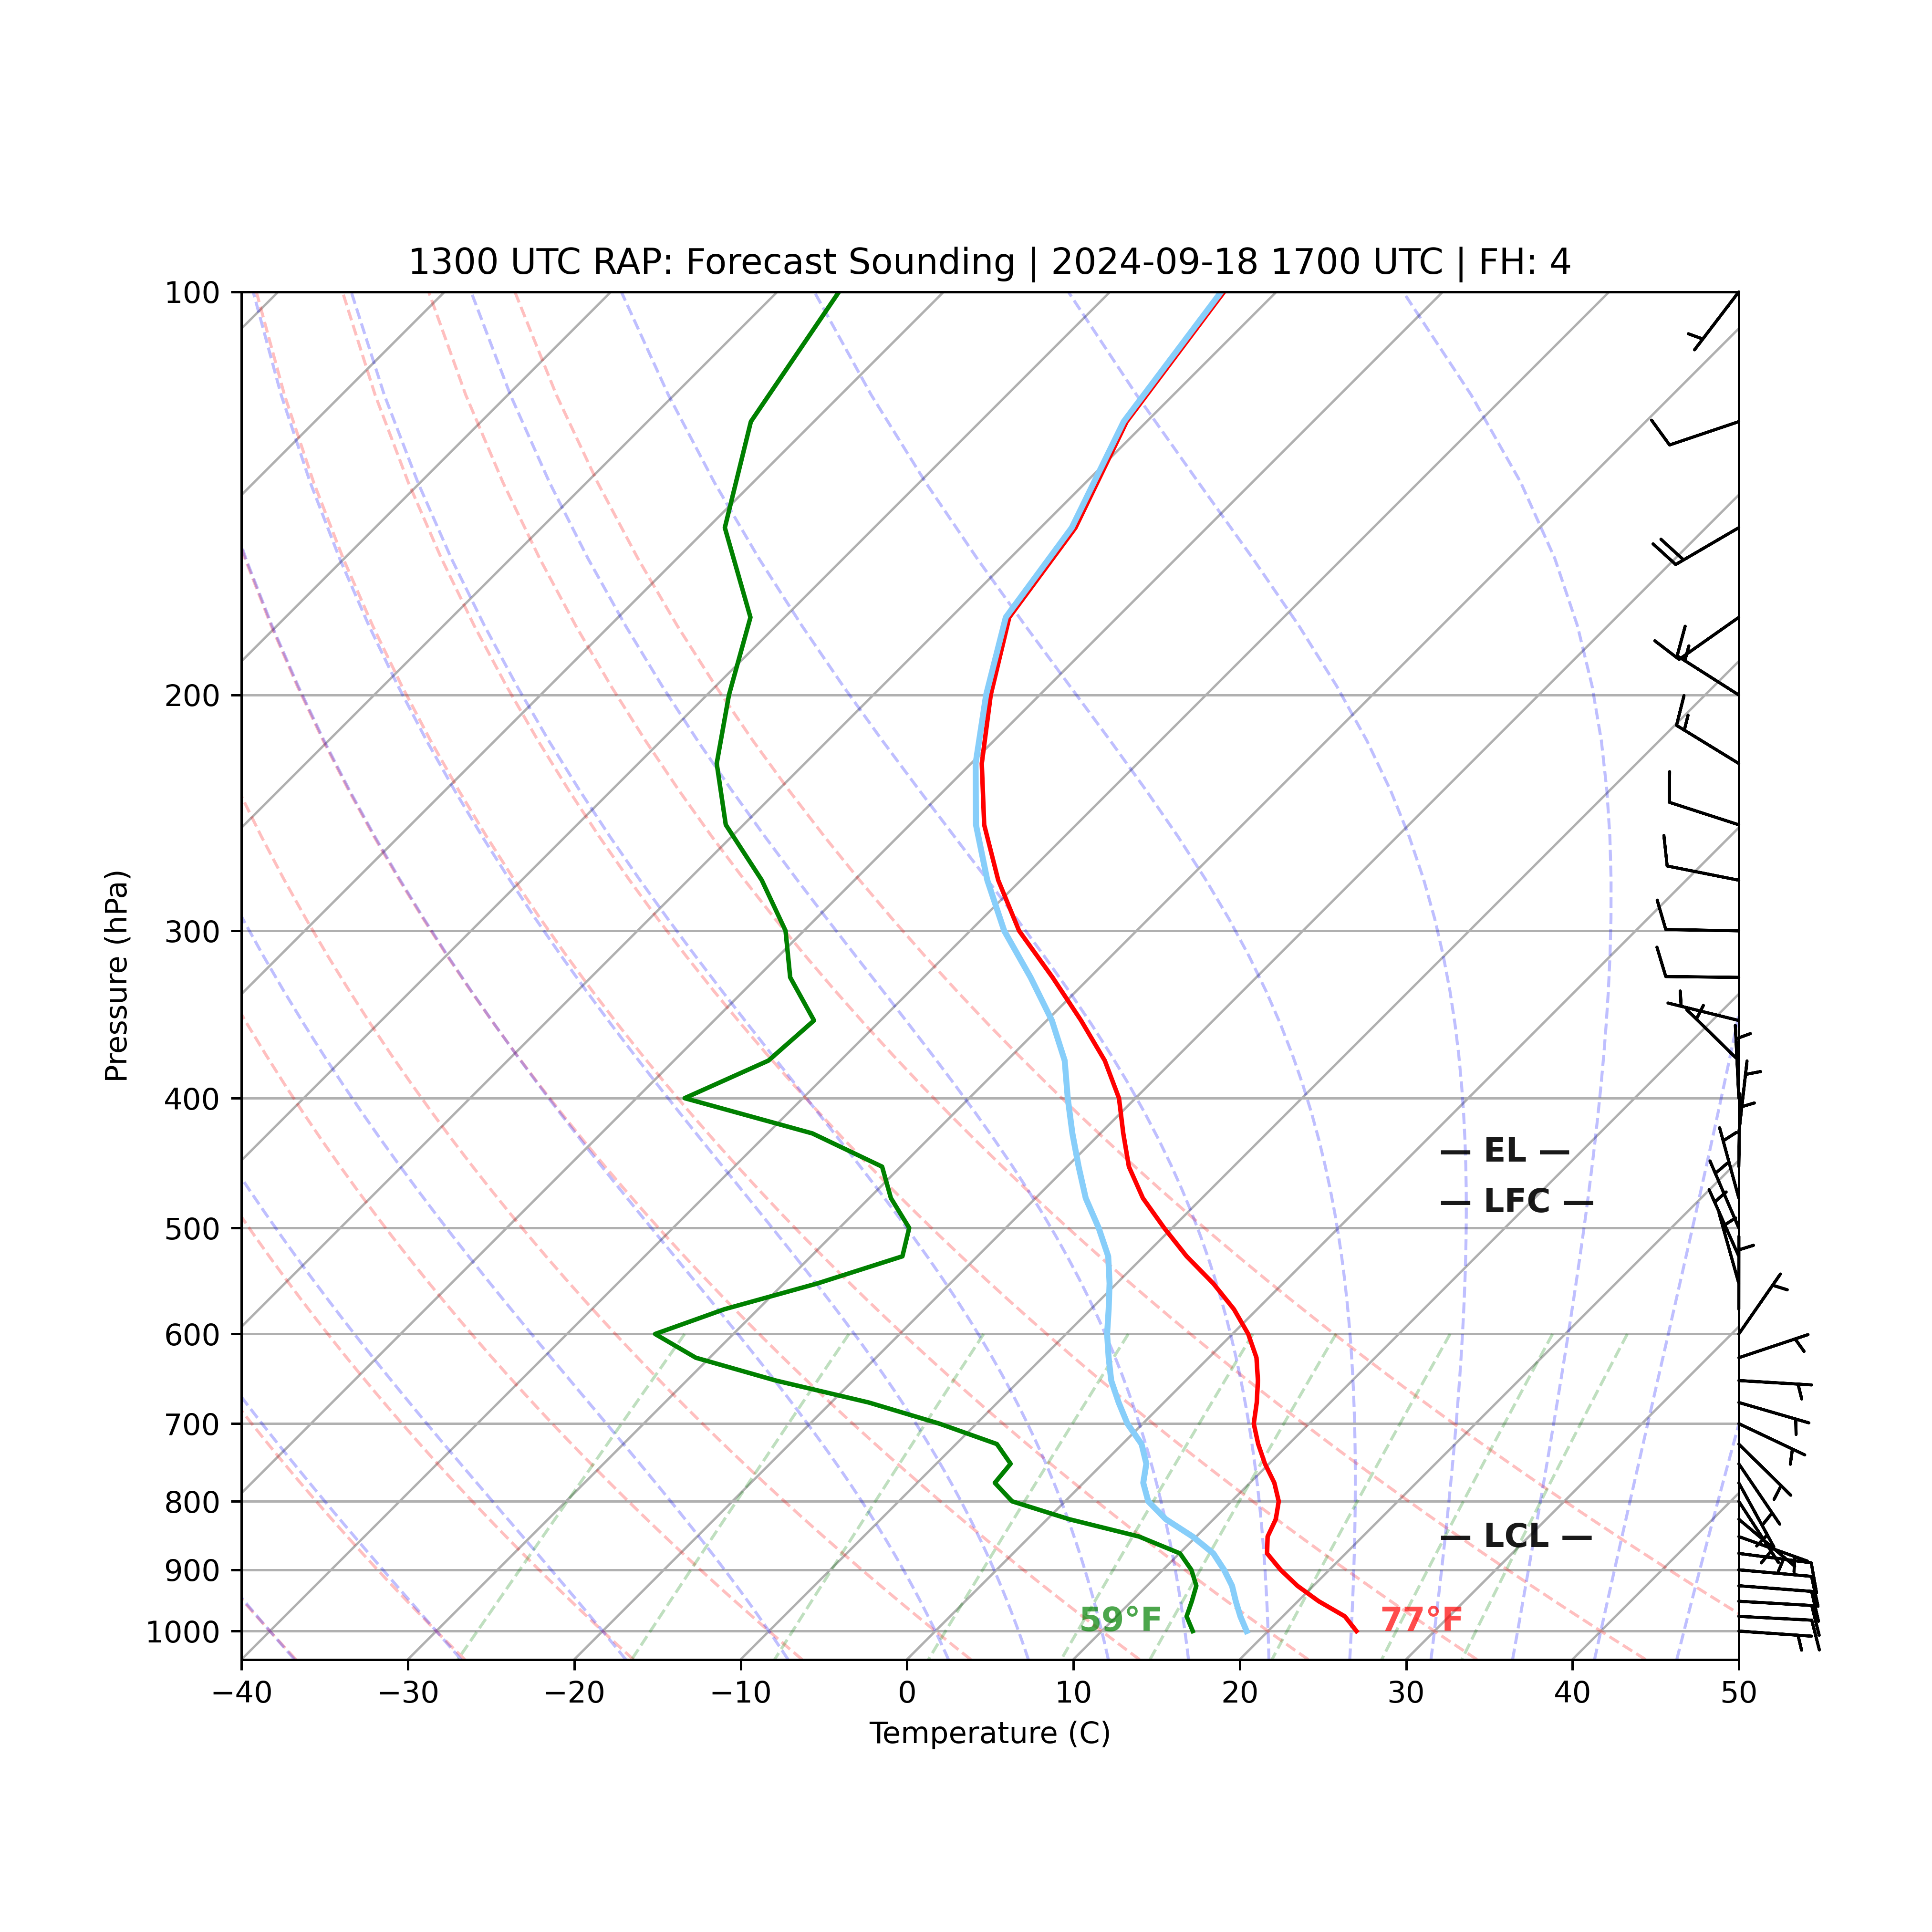 1300 UTC RAP: Forecast Sounding | 2024-09-18 1700 UTC | FH: 4
100
200
300
400
500
600
700
800
900
1000
Pressure (hPa)
— EL —
— LFC —
— LCL —
59°F
77°F
−40
−30
−20
−10
0
10
20
30
40
50
Temperature (C)